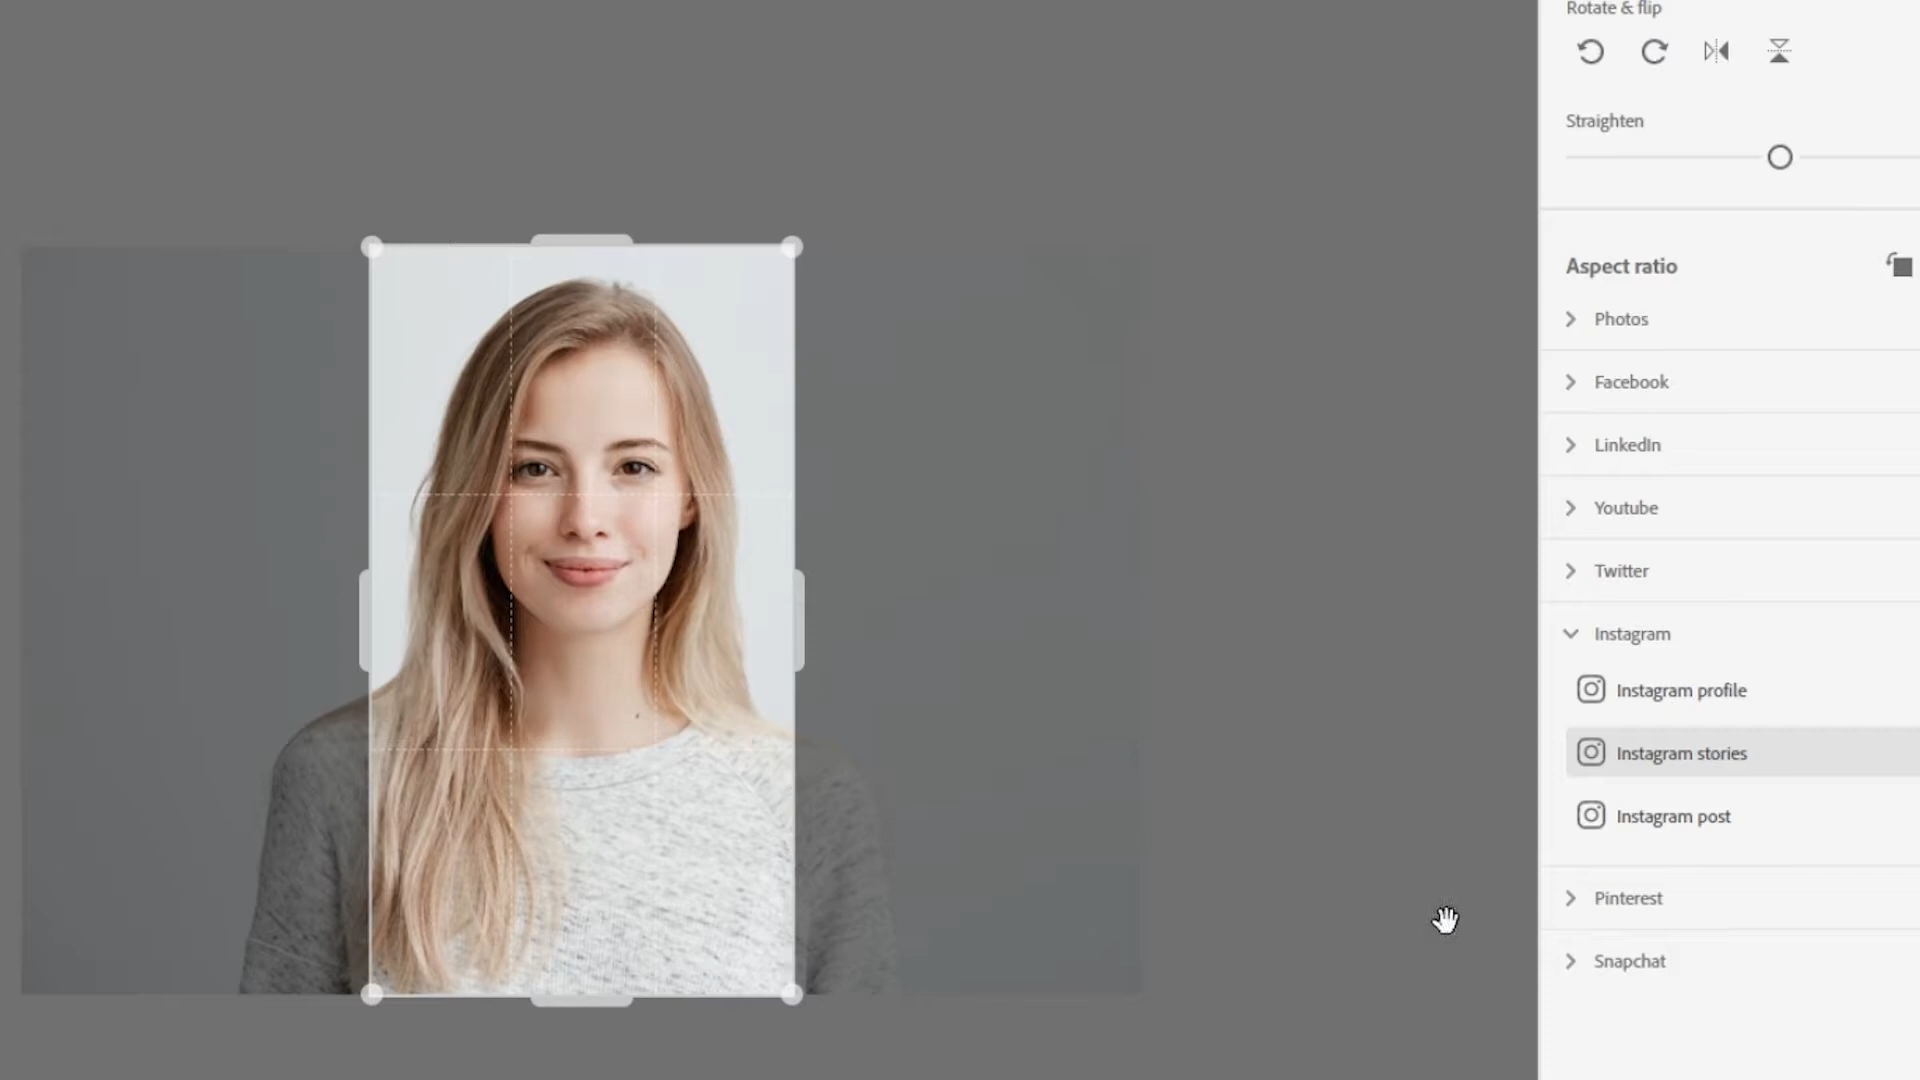 Rotate & flip
Straighten
Aspect ratio
Photos
Facebook
LinkedIn
Youtube
Twitter
Instagram
Instagram profile
Instagram stories
Instagram post
Pinterest
Snapchat